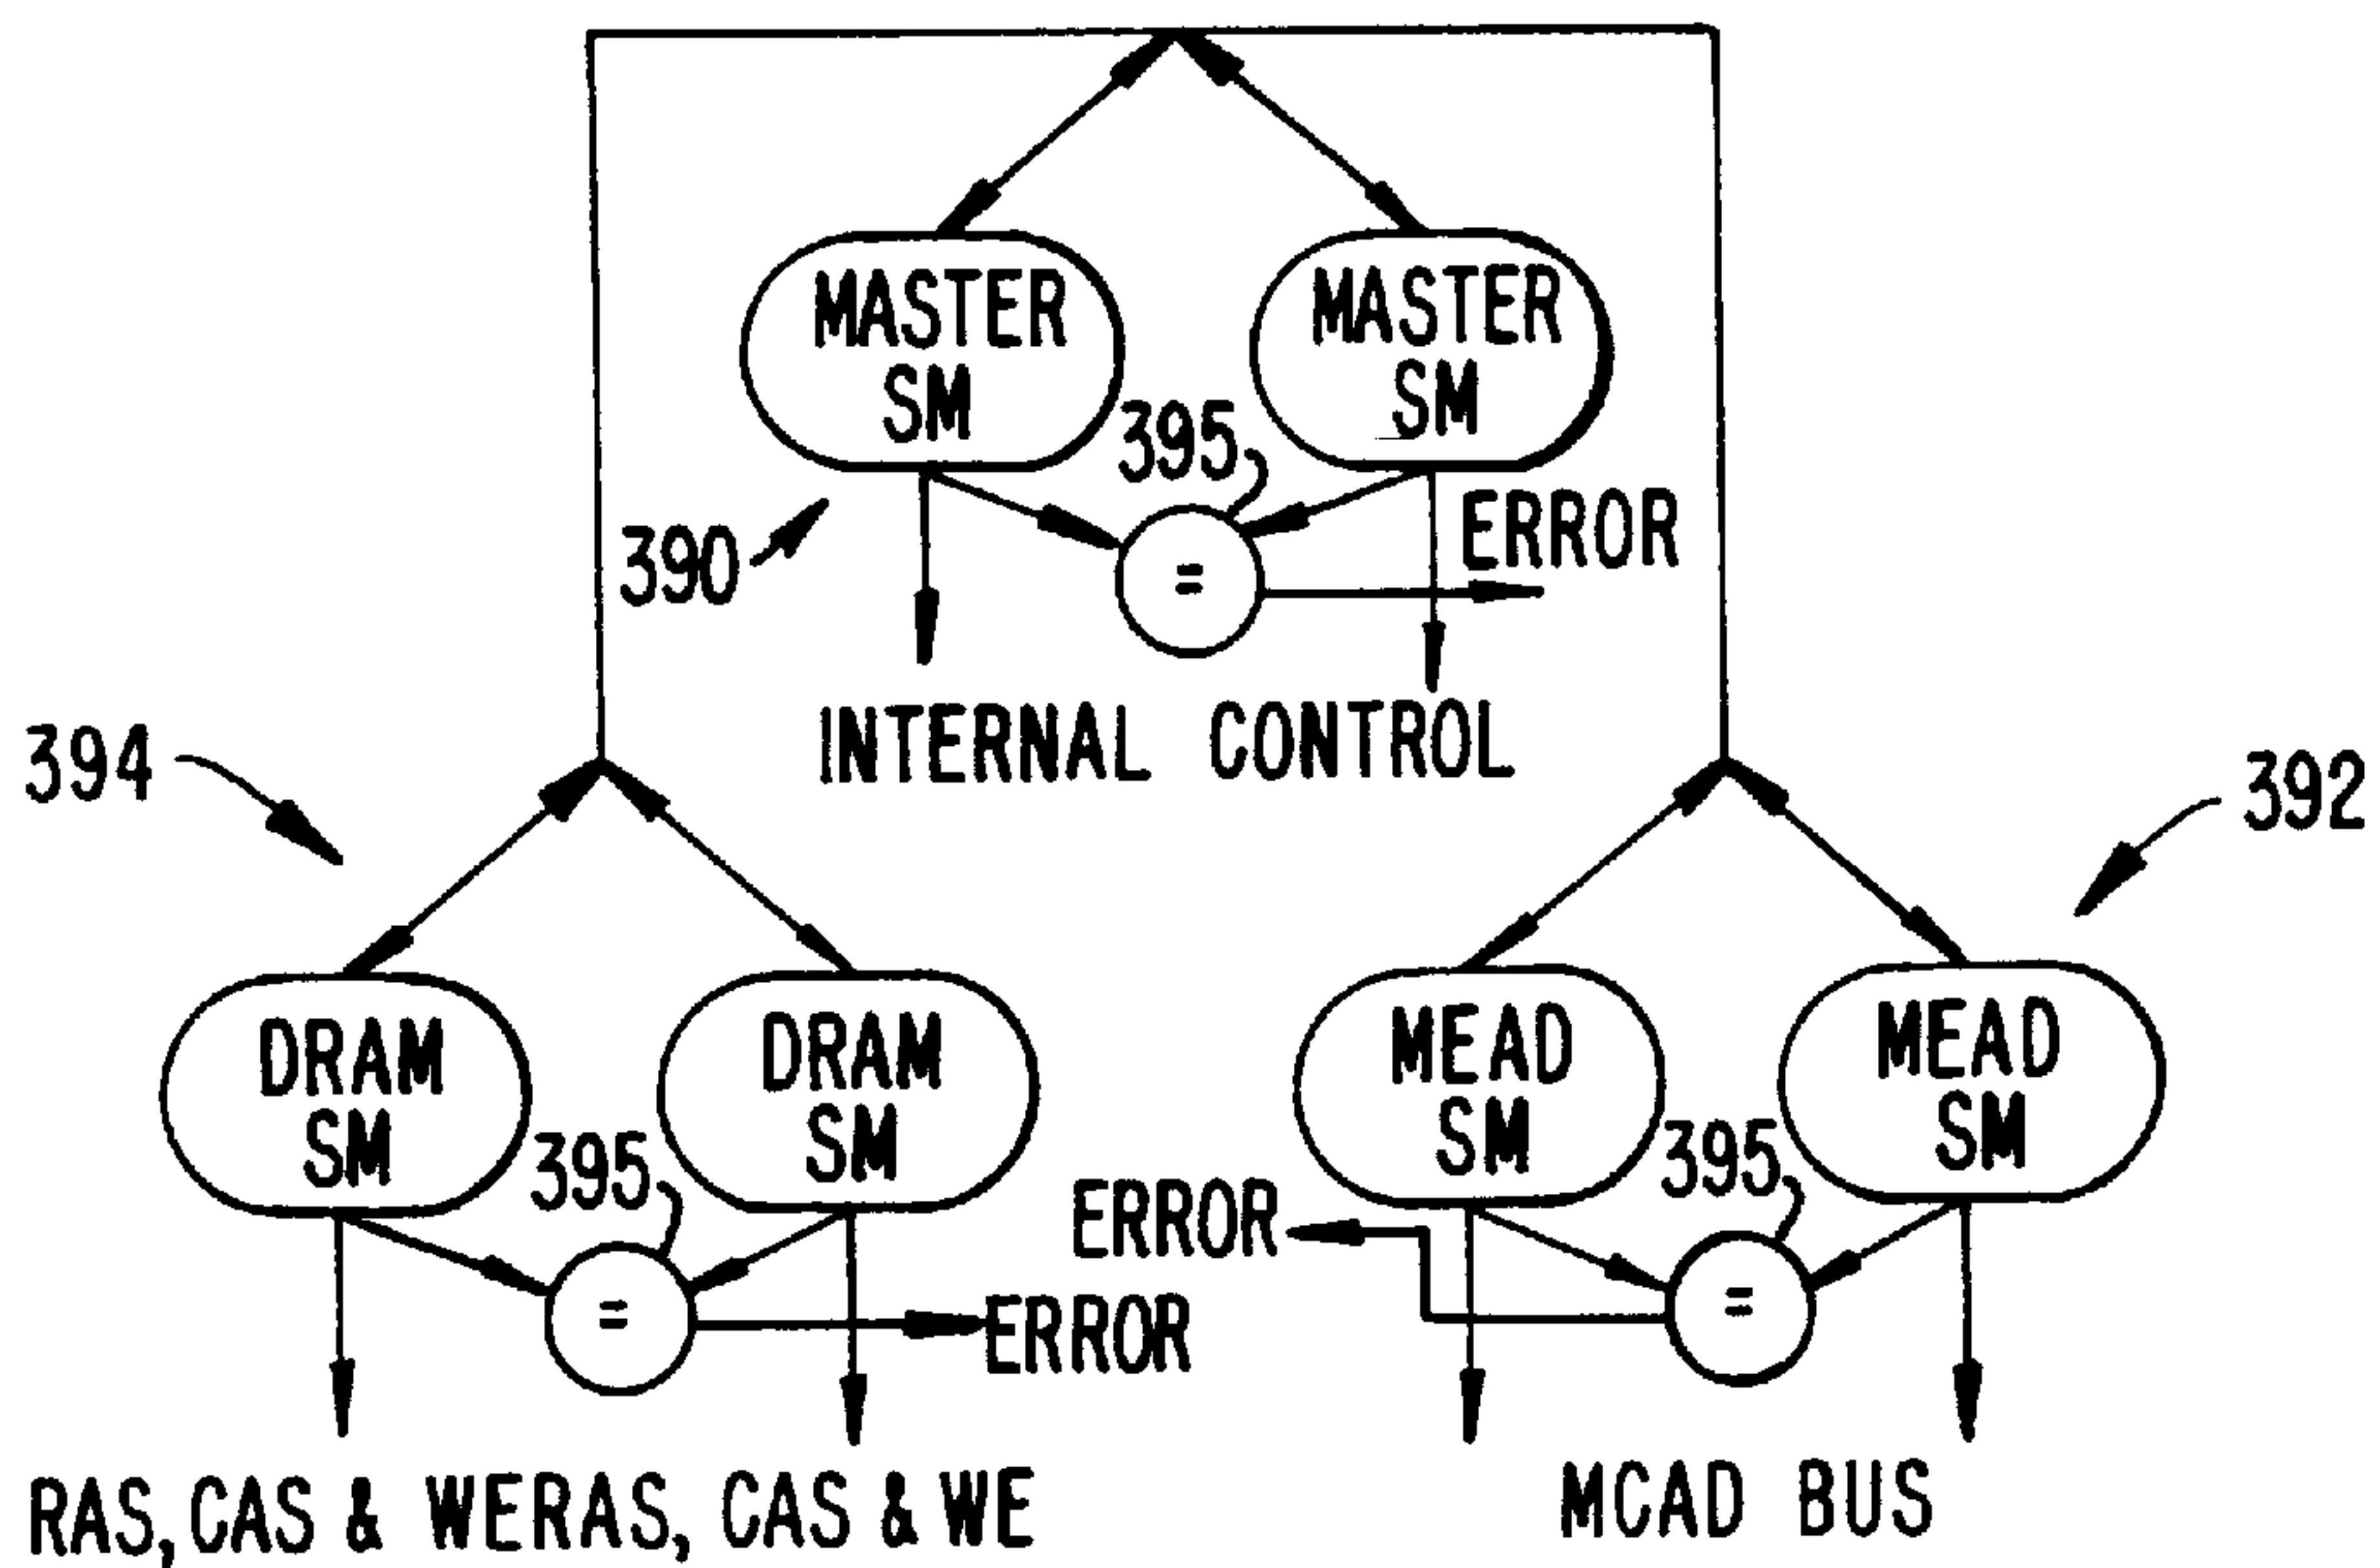 MASTER SM
MASTER SM
395
390
=
ERROR
INTERNAL CONTROL
394
392
DRAM SM
DRAM SM
MEAD SM
MEAD SM
395
395
ERROR
=
ERROR
=
RAS, CAS & WERAS, CAS & WE
MCAD BUS